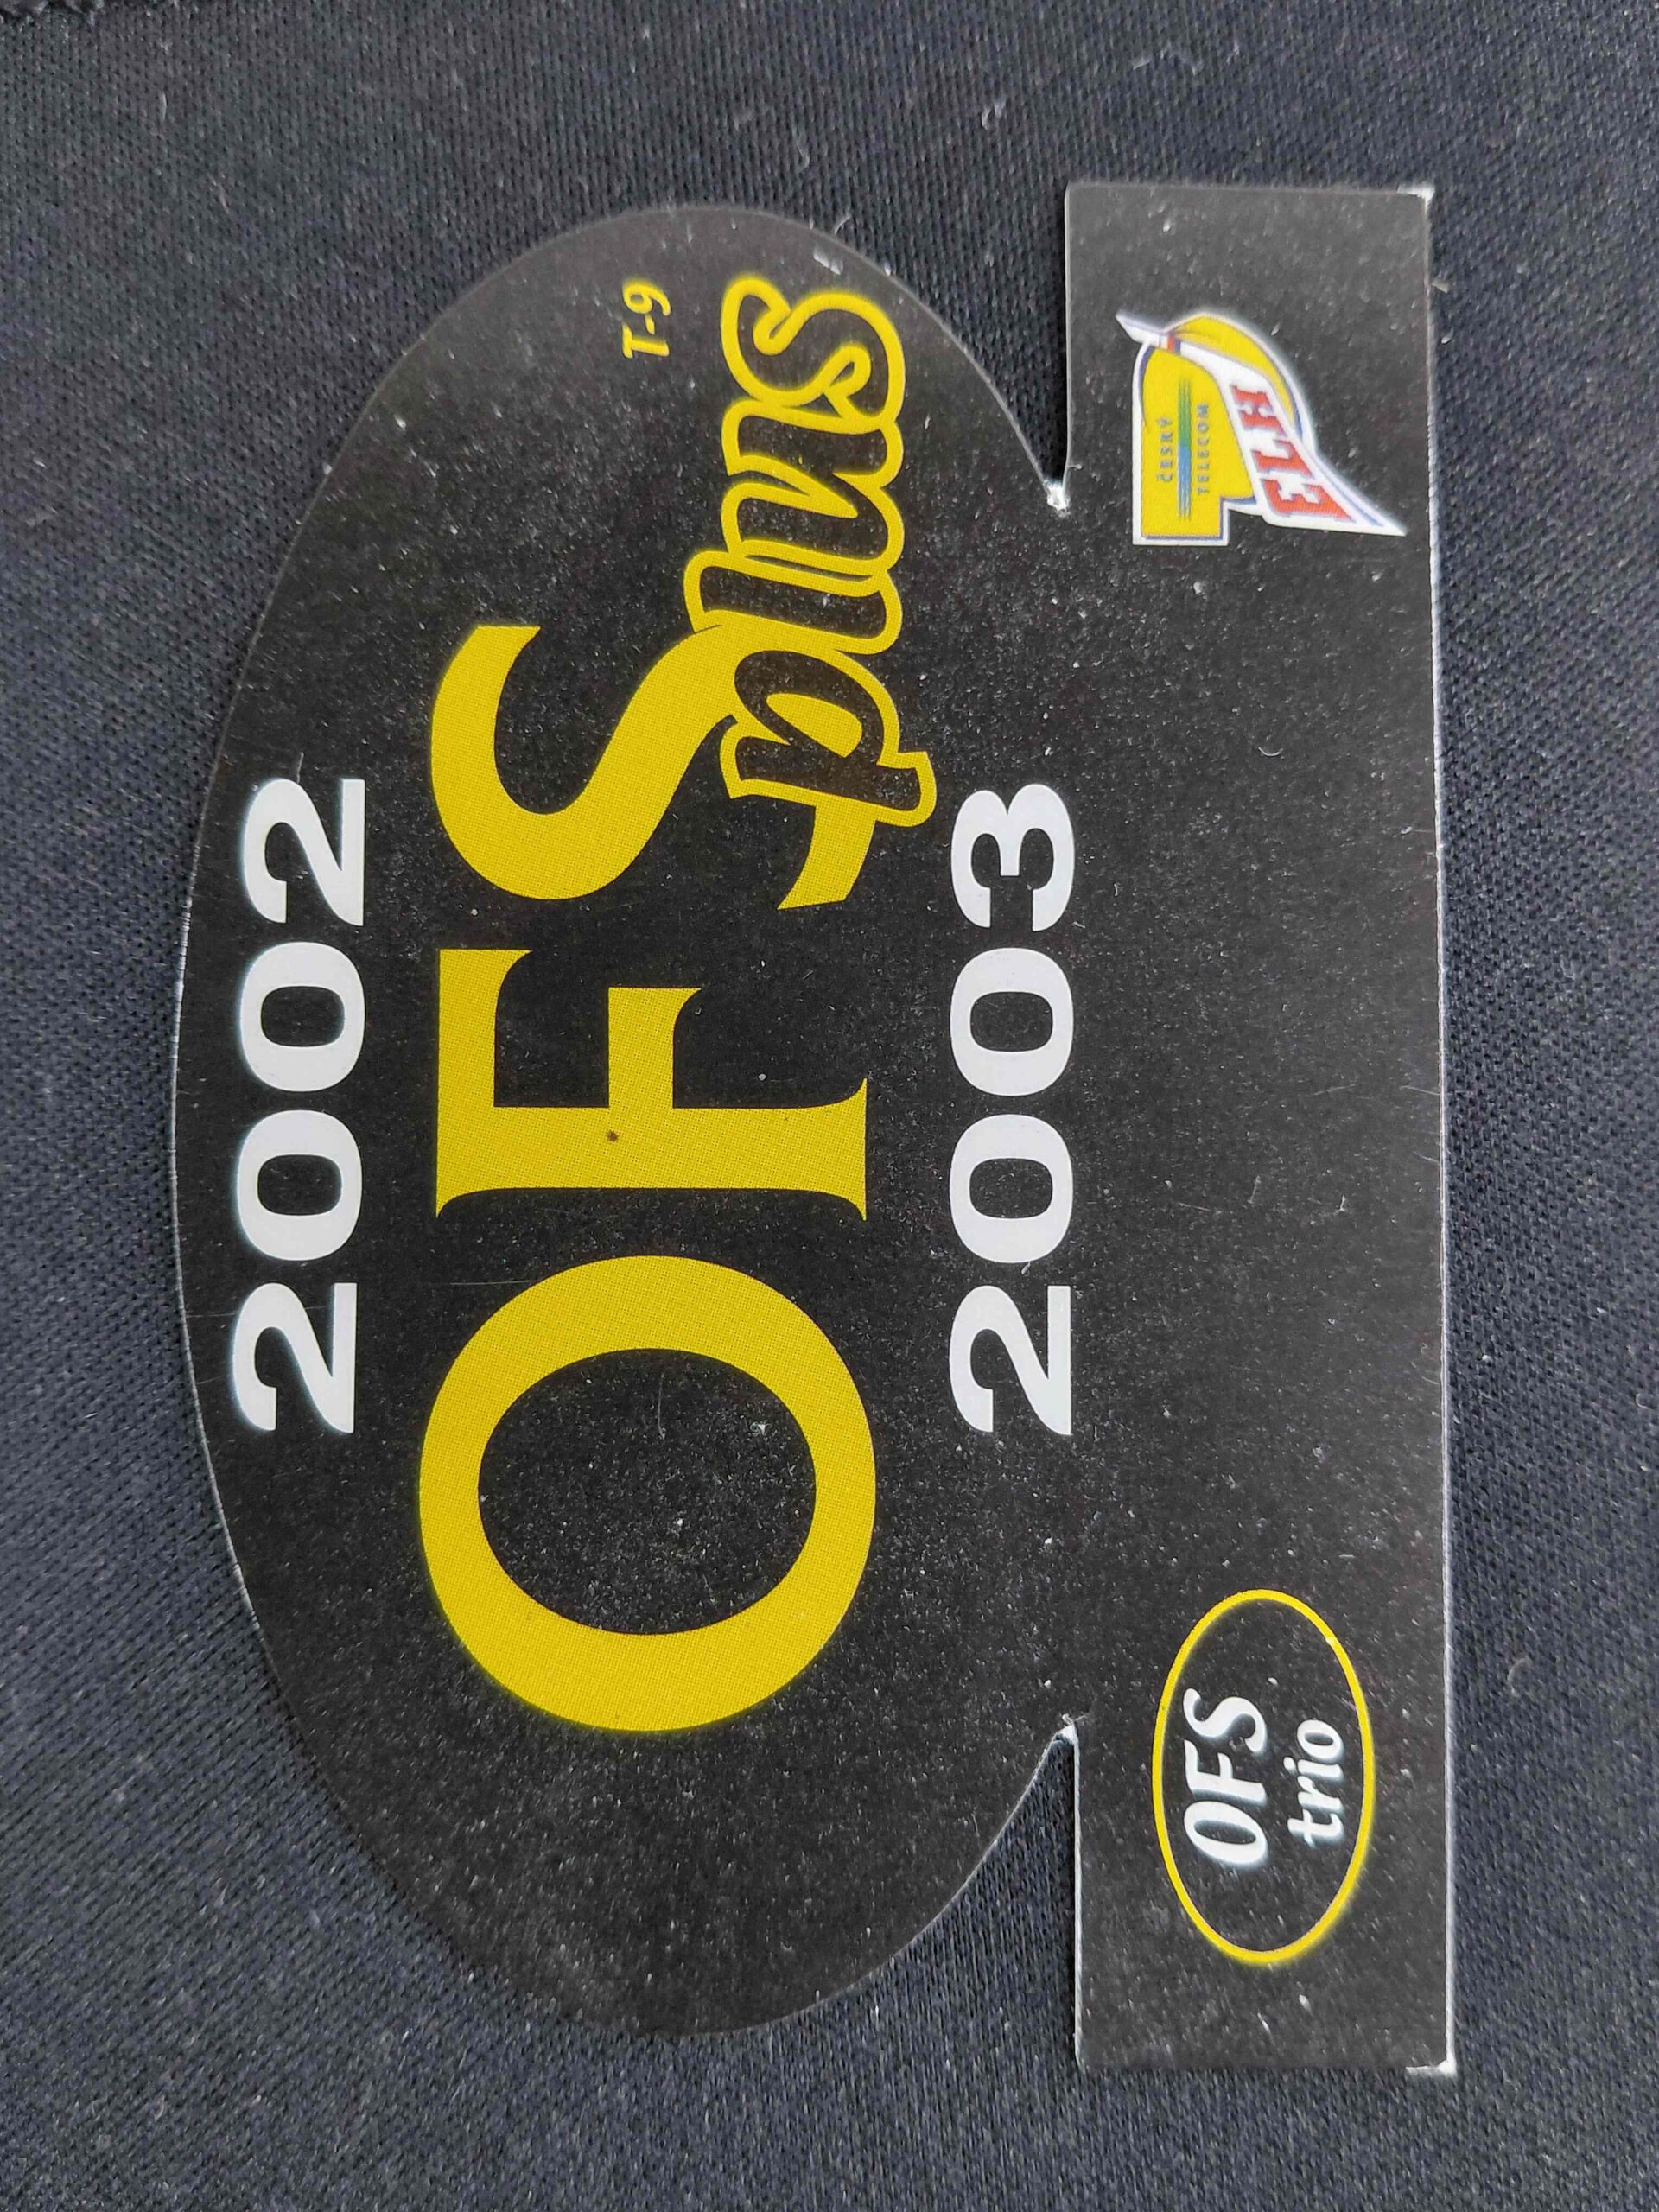 2002
T-9
OFS
plus
2003
OFS
trio
ČESKÝ
TELECOM
ELH